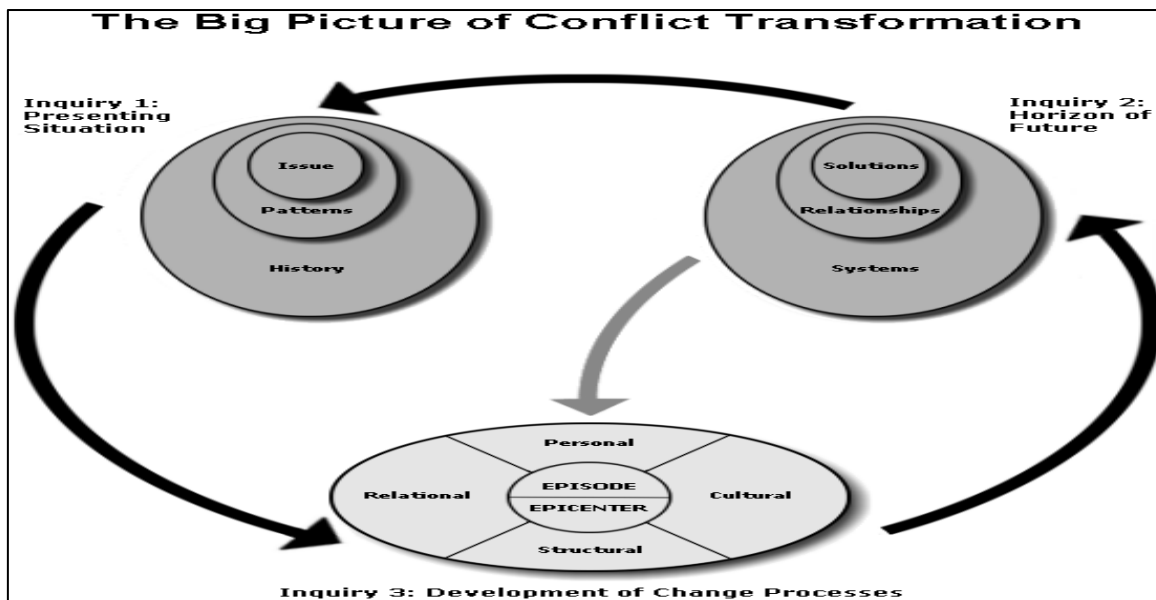 The Big Picture of Conflict Transformation
Inquiry 1:
Presenting
Situation
Issue
Patterns
History
Inquiry 2:
Horizon of
Future
Solutions
Relationships
Systems
Personal
Relational
EPISODE
EPICENTER
Cultural
Structural
Inquiry 3: Development of Change Processes